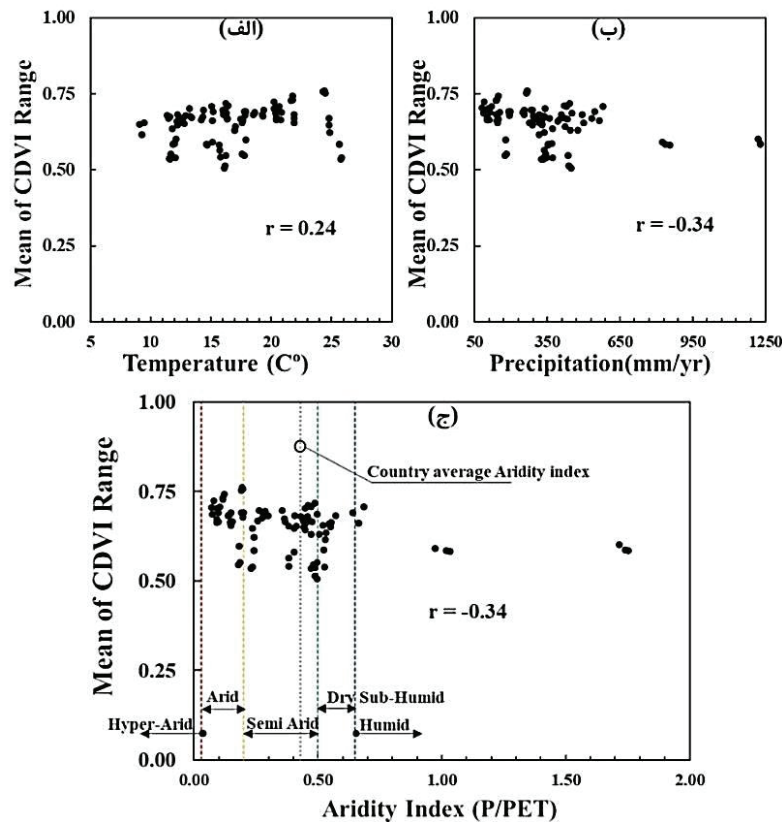 (الف)
1.00
0.75
0.50
0.25
0.00
Mean of CDVI Range
r = 0.24
5 10 15 20 25 30
Temperature (Cº)
(ب)
1.00
0.75
0.50
0.25
0.00
Mean of CDVI Range
r = -0.34
50 350 650 950 1250
Precipitation(mm/yr)
(ج)
1.00
0.75
0.50
0.25
0.00
Mean of CDVI Range
Country average Aridity index
r = -0.34
Arid
Dry Sub-Humid
Hyper-Arid
Semi Arid
Humid
0.00 0.50 1.00 1.50 2.00
Aridity Index (P/PET)